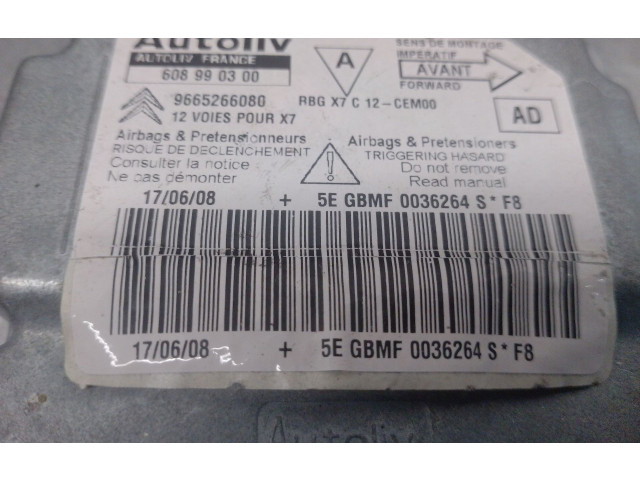 Autoliv
AUTOLIV FRANCE
608 99 03 00
A
SENS DE MONTAGE
IMPERATIF
AVANT
FORWARD
9665266080 RBG X7 C 12-CEM00
12 VOIES POUR X7
AD
Airbags & Pretensionneurs
RISQUE DE DECLENCHEMENT
Consulter la notice
Ne pas démonter
Airbags & Pretensioners
TRIGGERING HASARD
Do not remove
Read manual
17/06/08 + 5E GBMF 0036264 S * F8
17/06/08 + 5E GBMF 0036264 S * F8
Autoliv